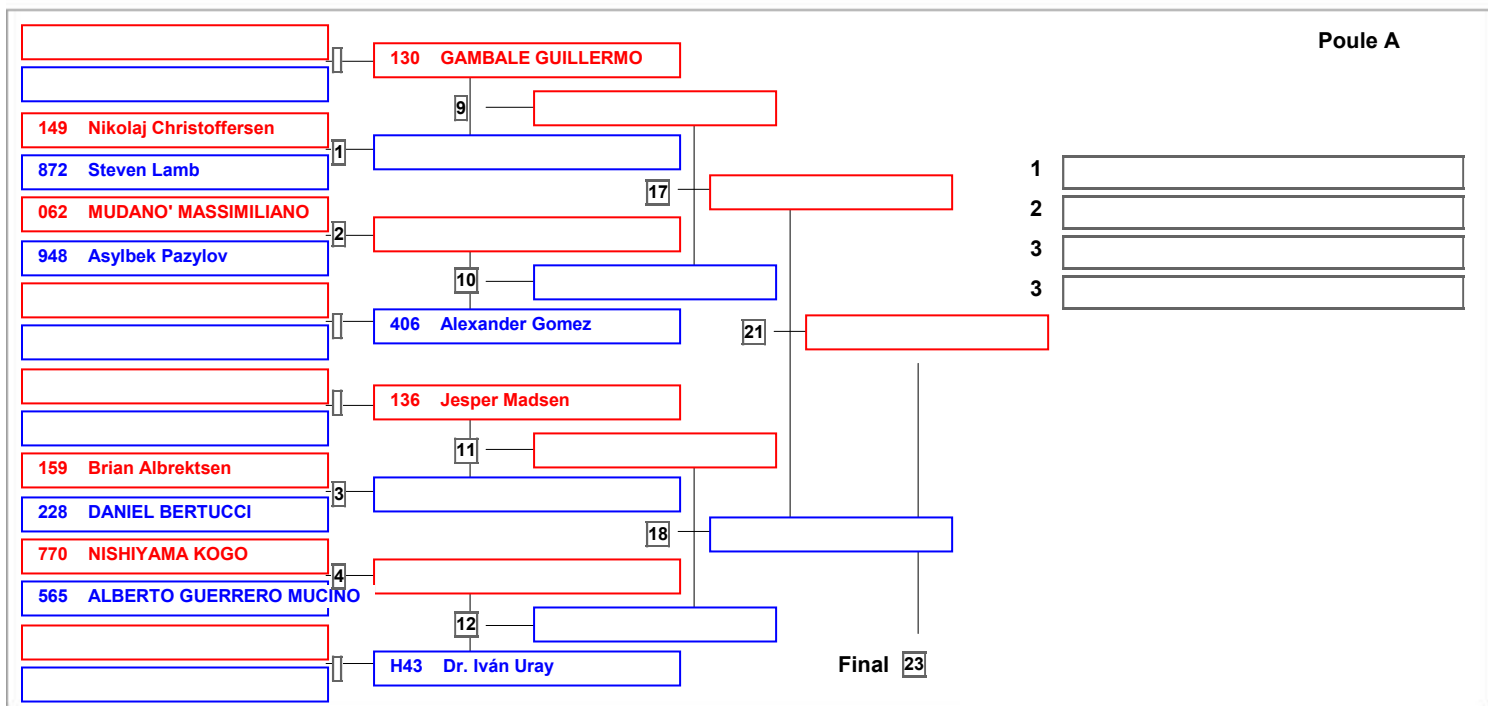 Poule A
130 GAMBALE GUILLERMO
9
149 Nikolaj Christoffersen
1
872 Steven Lamb
1
17
062 MUDANO' MASSIMILIANO
2
2
948 Asylbek Pazylov
3
10
3
406 Alexander Gomez
21
136 Jesper Madsen
11
159 Brian Albrektsen
3
228 DANIEL BERTUCCI
18
770 NISHIYAMA KOGO
4
565 ALBERTO GUERRERO MUCINO
12
H43 Dr. Iván Uray
Final 23